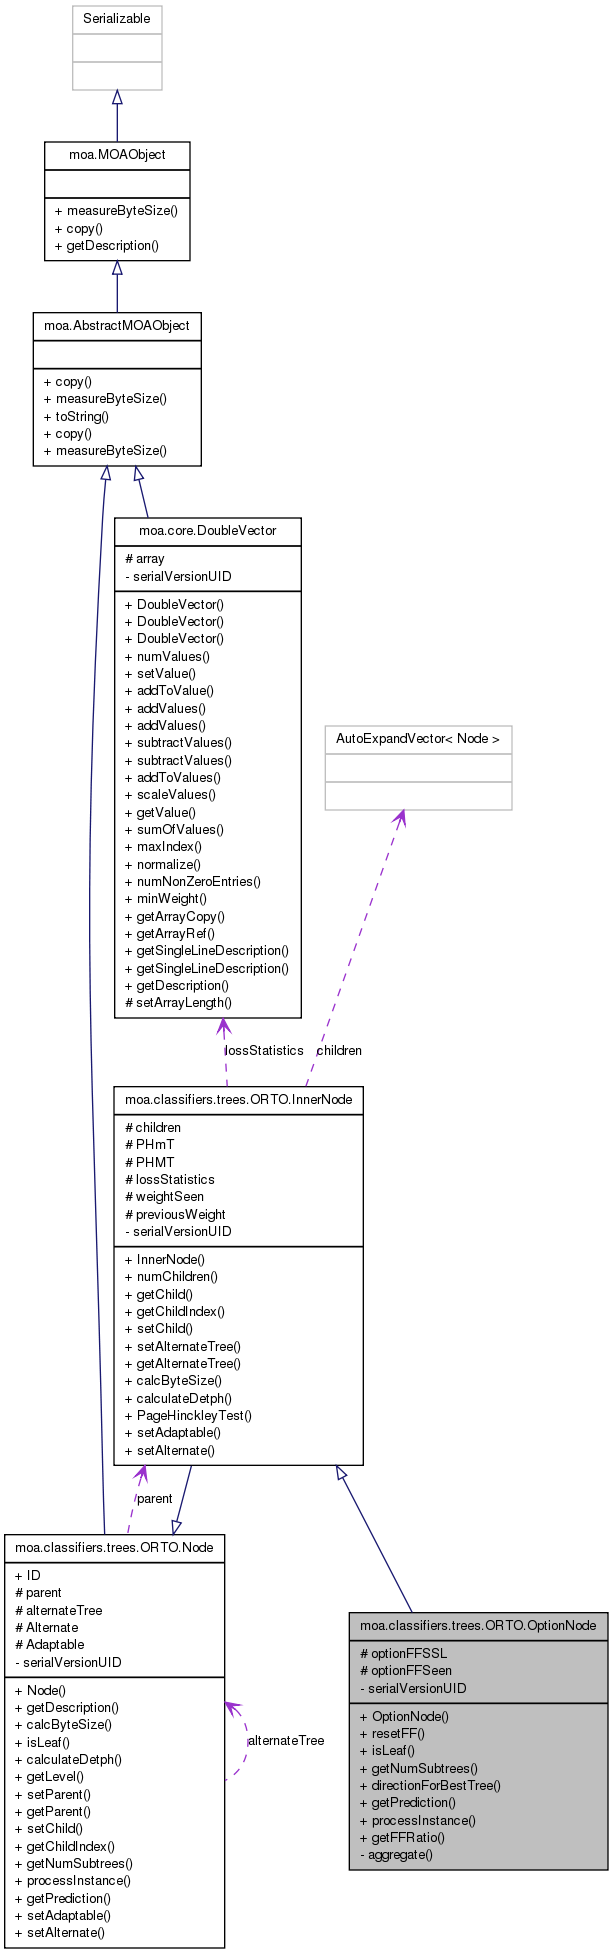 Serializable
moa.MOAObject
+ measureByteSize()
+ copy()
+ getDescription()
moa.AbstractMOAObject
+ copy()
+ measureByteSize()
+ toString()
+ copy()
+ measureByteSize()
moa.core.DoubleVector
# array
- serialVersionUID
+ DoubleVector()
+ DoubleVector()
+ DoubleVector()
+ numValues()
+ setValue()
+ addToValue()
+ addValues()
+ addValues()
+ subtractValues()
+ subtractValues()
+ addToValues()
+ scaleValues()
+ getValue()
+ sumOfValues()
+ maxIndex()
+ normalize()
+ numNonZeroEntries()
+ minWeight()
+ getArrayCopy()
+ getArrayRef()
+ getSingleLineDescription()
+ getSingleLineDescription()
+ getDescription()
# setArrayLength()
AutoExpandVector< Node >
lossStatistics
children
moa.classifiers.trees.ORTO.InnerNode
# children
# PHmT
# PHMT
# lossStatistics
# weightSeen
# previousWeight
- serialVersionUID
+ InnerNode()
+ numChildren()
+ getChild()
+ getChildIndex()
+ setChild()
+ setAlternateTree()
+ getAlternateTree()
+ calcByteSize()
+ calculateDetph()
+ PageHinckleyTest()
+ setAdaptable()
+ setAlternate()
parent
moa.classifiers.trees.ORTO.Node
+ ID
# parent
# alternateTree
# Alternate
# Adaptable
- serialVersionUID
+ Node()
+ getDescription()
+ calcByteSize()
+ isLeaf()
+ calculateDetph()
+ getLevel()
+ setParent()
+ getParent()
+ setChild()
+ getChildIndex()
+ getNumSubtrees()
+ processInstance()
+ getPrediction()
+ setAdaptable()
+ setAlternate()
alternateTree
moa.classifiers.trees.ORTO.OptionNode
# optionFFSSL
# optionFFSeen
- serialVersionUID
+ OptionNode()
+ resetFF()
+ isLeaf()
+ getNumSubtrees()
+ directionForBestTree()
+ getPrediction()
+ processInstance()
+ getFFRatio()
- aggregate()